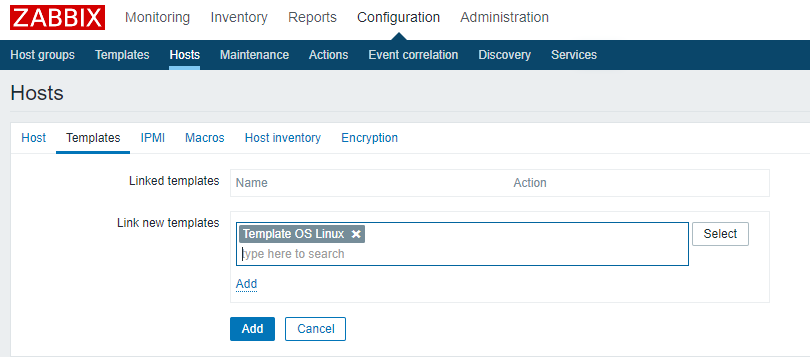 ZABBIX Monitoring Inventory Reports Configuration Administration
Host groups Templates Hosts Maintenance Actions Event correlation Discovery Services
Hosts
Host Templates IPMI Macros Host inventory Encryption
Linked templates Name Action
Link new templates Template OS Linux ✖ Select
type here to search
Add
Add Cancel